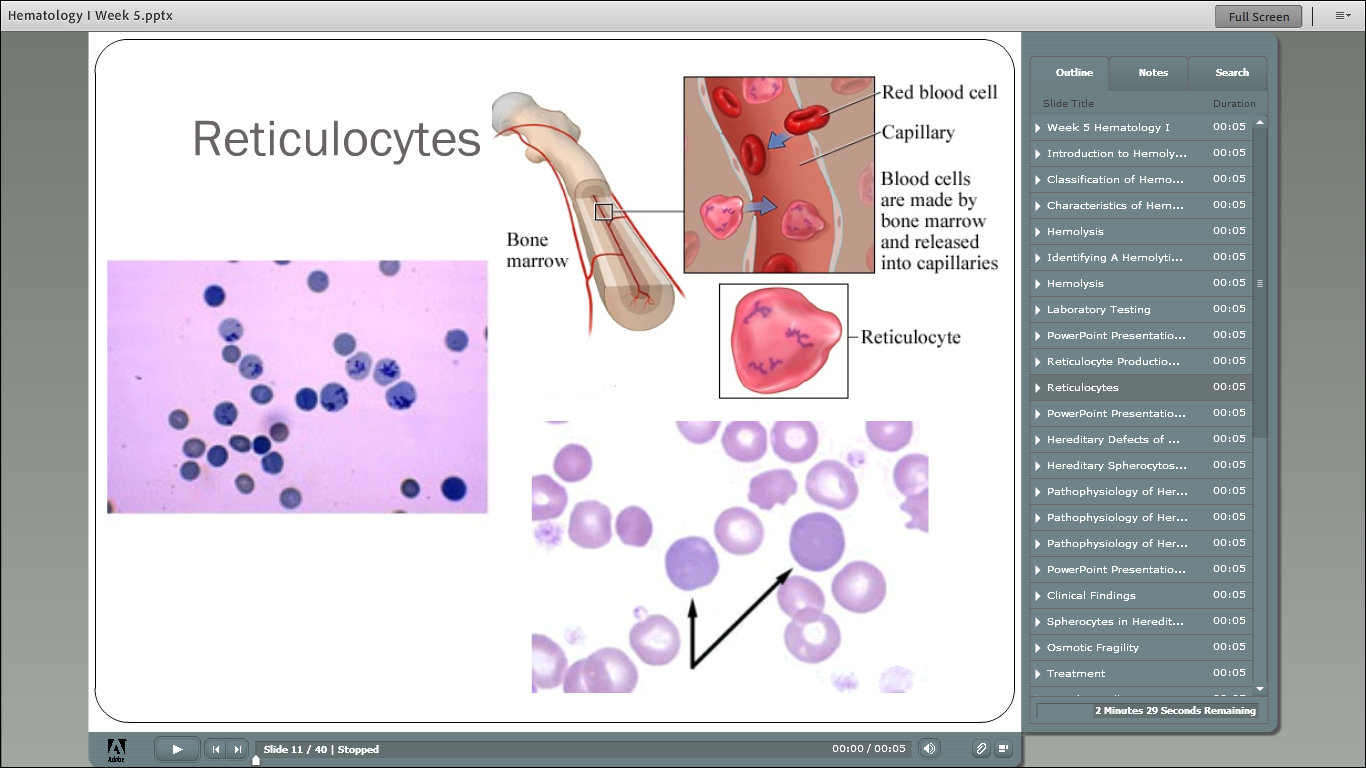 Hematology I Week 5.pptx
Full Screen
Reticulocytes
Red blood cell
Capillary
Blood cells
are made by
bone marrow
and released
into capillaries
Bone
marrow
Reticulocyte
Outline Notes Search
Slide Title Duration
Week 5 Hematology I 00:05
Introduction to Hemoly... 00:05
Classification of Hemo... 00:05
Characteristics of Hem... 00:05
Hemolysis 00:05
Identifying A Hemolyti... 00:05
Hemolysis 00:05
Laboratory Testing 00:05
PowerPoint Presentatio... 00:05
Reticulocyte Productio... 00:05
Reticulocytes 00:05
PowerPoint Presentatio... 00:05
Hereditary Defects of ... 00:05
Hereditary Spherocytos... 00:05
Pathophysiology of Her... 00:05
Pathophysiology of Her... 00:05
Pathophysiology of Her... 00:05
PowerPoint Presentatio... 00:05
Clinical Findings 00:05
Spherocytes in Heredit... 00:05
Osmotic Fragility 00:05
Treatment 00:05
2 Minutes 29 Seconds Remaining
Adobe
Slide 11 / 40 | Stopped 00:00 / 00:05